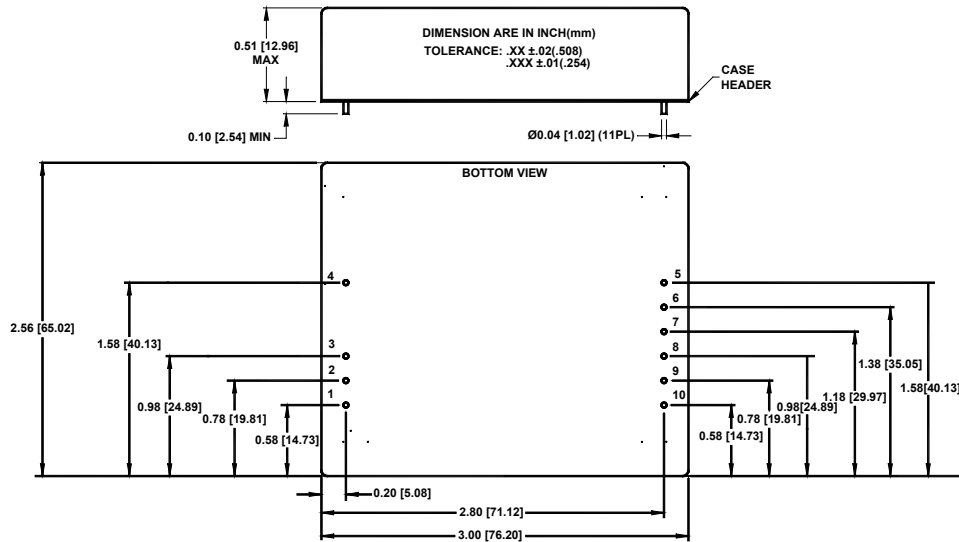 0.51 [12.96]
MAX
DIMENSION ARE IN INCH(mm)
TOLERANCE: .XX ±.02(.508)
.XXX ±.01(.254)
CASE
HEADER
0.10 [2.54] MIN
Ø0.04 [1.02] (11PL)
BOTTOM VIEW
4
5
6
2.56 [65.02]
7
1.58 [40.13]
3
8
1.38 [35.05]
2
9
1.18 [29.97]
1.58[40.13]
1
10
0.98 [24.89]
0.98[24.89]
0.78 [19.81]
0.78 [19.81]
0.58 [14.73]
0.58 [14.73]
0.20 [5.08]
2.80 [71.12]
3.00 [76.20]